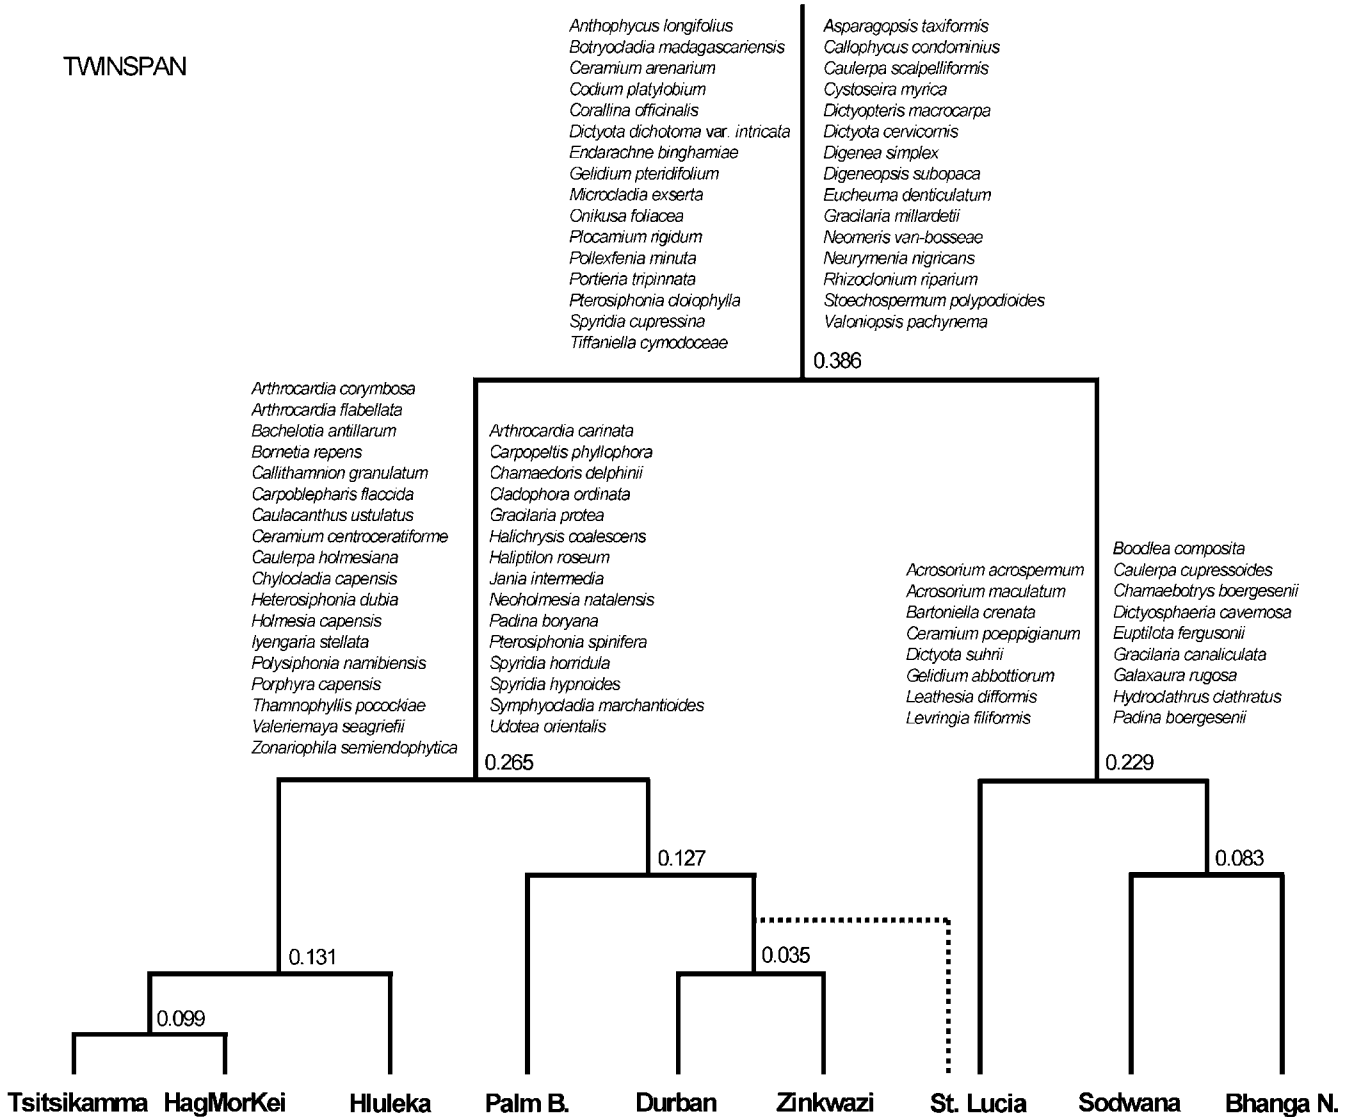 TWINSPAN
Anthophycus longifolius
Botryocladia madagascariensis
Ceramium arenarium
Codium platylobium
Corallina officinalis
Dictyota dichotoma var. intricata
Endarachne binghamiae
Gelidium pteridifolium
Microcladia exserta
Onikusa foliacea
Plocamium rigidum
Pollexfenia minuta
Portieria tripinnata
Pterosiphonia cloiophylla
Spyridia cupressina
Tiffaniella cymodoceae
Asparagopsis taxiformis
Callophycus condominius
Caulerpa scalpelliformis
Cystoseira myrica
Dictyopteris macrocarpa
Dictyota cervicornis
Digenea simplex
Digeneopsis subopaca
Eucheuma denticulatum
Gracilaria millardetii
Neomeris van-bosseae
Neurymenia nigricans
Rhizoclonium riparium
Stoechospermum polypodioides
Valoniopsis pachynema
0.386
Arthrocardia corymbosa
Arthrocardia flabellata
Bachelotia antillarum
Bornetia repens
Callithamnion granulatum
Carpoblepharis flaccida
Caulacanthus ustulatus
Ceramium centroceratiforme
Caulerpa holmesiana
Chylocladia capensis
Heterosiphonia dubia
Holmesia capensis
Iyengaria stellata
Polysiphonia namibiensis
Porphyra capensis
Thamnophyllis pocockiae
Valeriemaya seagriefii
Zonariophila semiendophytica
Arthrocardia carinata
Carpopeltis phyllophora
Chamaedoris delphinii
Cladophora ordinata
Gracilaria protea
Halichrysis coalescens
Haliptilon roseum
Jania intermedia
Neoholmesia natalensis
Padina boryana
Pterosiphonia spinifera
Spyridia horridula
Spyridia hypnoides
Symphyocladia marchantioides
Udotea orientalis
0.265
Acrosorium acrospermum
Acrosorium maculatum
Bartoniella crenata
Ceramium poeppigianum
Dictyota suhrii
Gelidium abbottiorum
Leathesia difformis
Levringia filiformis
Boodlea composita
Caulerpa cupressoides
Chamaebotrys boergesenii
Dictyosphaeria cavernosa
Euptilota fergusonii
Gracilaria canaliculata
Galaxaura rugosa
Hydroclathrus clathratus
Padina boergesenii
0.229
0.127
0.083
0.131
0.035
0.099
Tsitsikamma
HagMorKei
Hluleka
Palm B.
Durban
Zinkwazi
St. Lucia
Sodwana
Bhanga N.